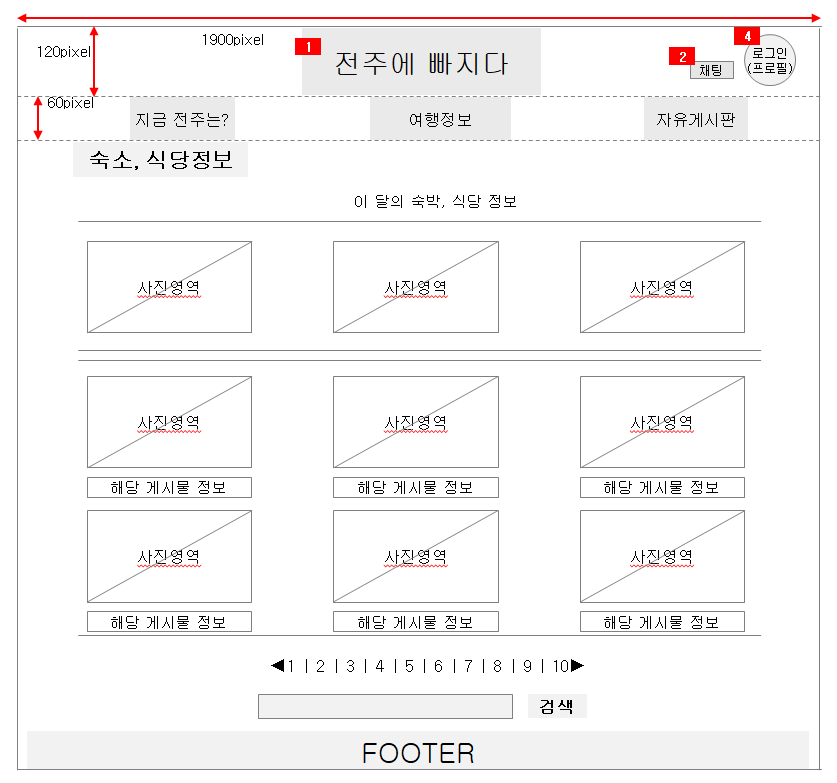 120pixel
1900pixel
1
전주에 빠지다
2
채팅
4
로그인
(프로필)
60pixel
지금 전주는?
여행정보
자유게시판
숙소, 식당정보
이 달의 숙박, 식당 정보
사진영역 사진영역 사진영역
사진영역 사진영역 사진영역
해당 게시물 정보 해당 게시물 정보 해당 게시물 정보
사진영역 사진영역 사진영역
해당 게시물 정보 해당 게시물 정보 해당 게시물 정보
◀1 | 2 | 3 | 4 | 5 | 6 | 7 | 8 | 9 | 10▶
검색
FOOTER